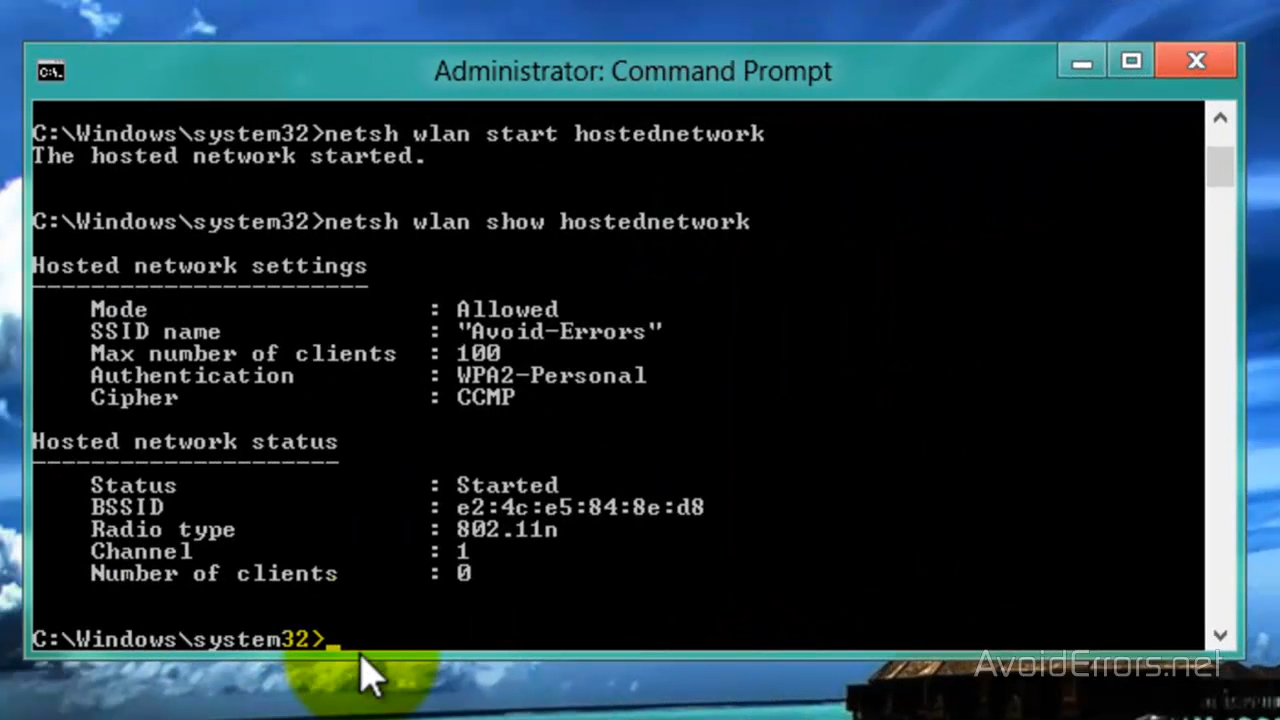 Administrator: Command Prompt
C:\Windows\system32>netsh wlan start hostednetwork
The hosted network started.
C:\Windows\system32>netsh wlan show hostednetwork
Hosted network settings
-----------------------
Mode : Allowed
SSID name : "Avoid-Errors"
Max number of clients : 100
Authentication : WPA2-Personal
Cipher : CCMP
Hosted network status
---------------------
Status : Started
BSSID : e2:4c:e5:84:8e:d8
Radio type : 802.11n
Channel : 1
Number of clients : 0
C:\Windows\system32>_
AvoidErrors.net